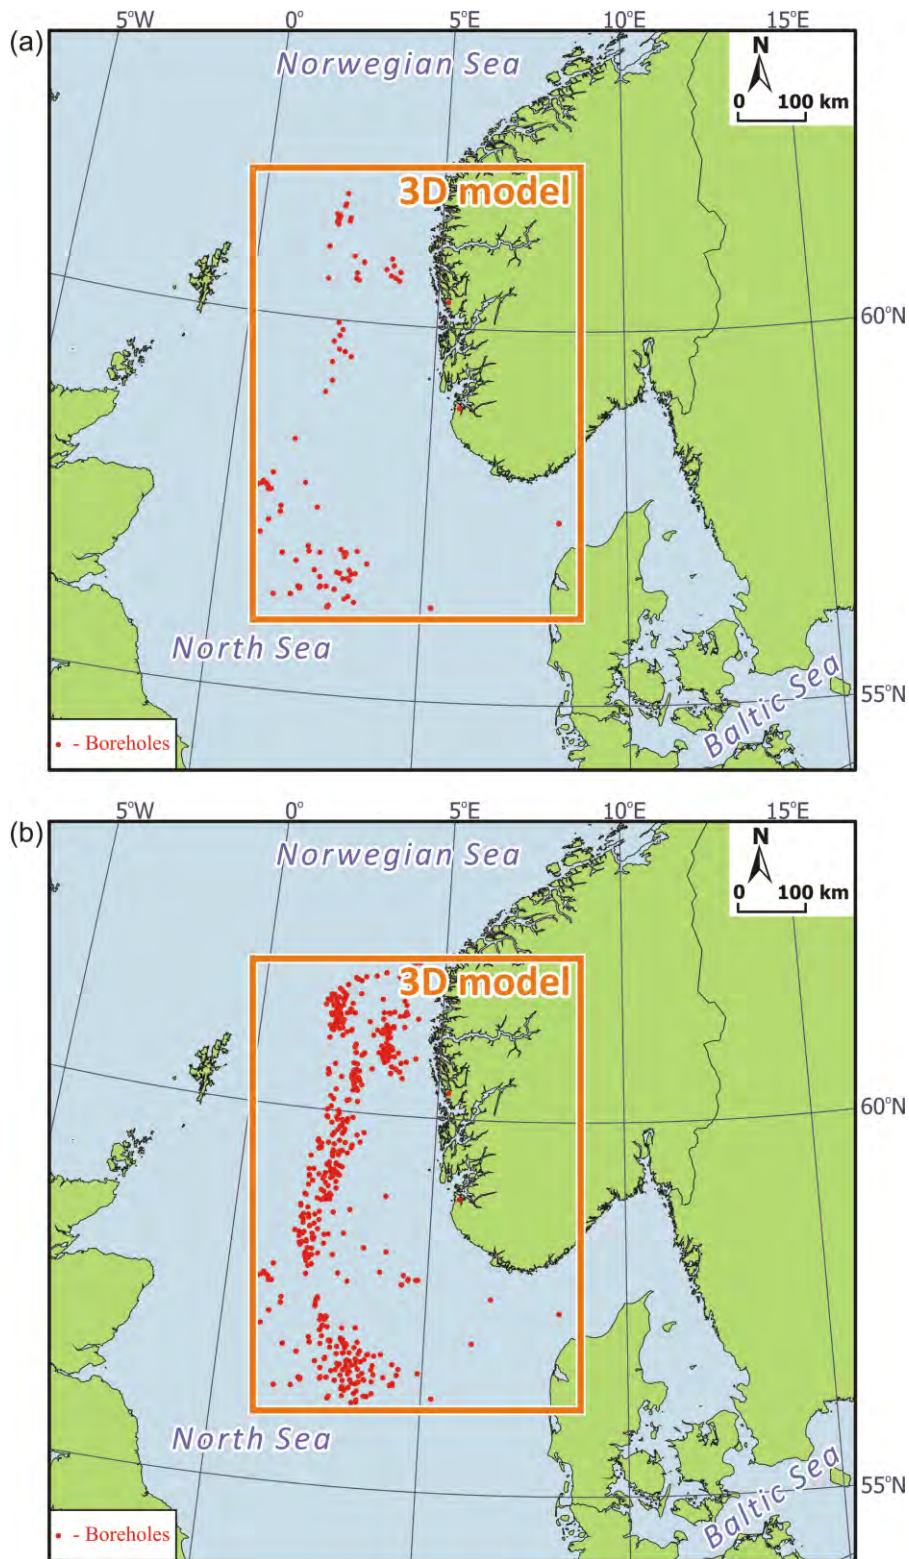 5°W 0° 5°E 10°E 15°E
(a)
Norwegian Sea
N
0 100 km
3D model
60°N
North Sea
55°N
Baltic Sea
- Boreholes
5°W 0° 5°E 10°E 15°E
(b)
Norwegian Sea
N
0 100 km
3D model
60°N
North Sea
55°N
Baltic Sea
- Boreholes